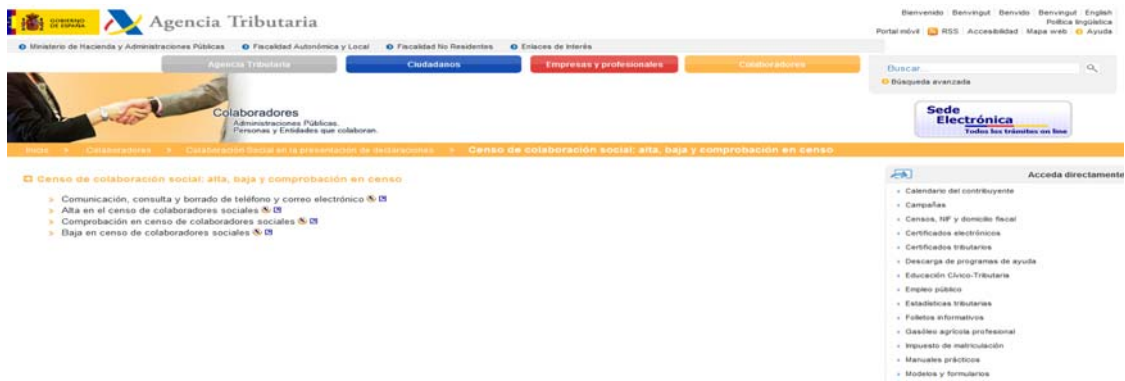 Bienvenido Benvingut Benvido Benvingut English
Política lingüística
GOBIERNO DE ESPAÑA
Agencia Tributaria
Portal móvil RSS Accesibilidad Mapa web Ayuda
Ministerio de Hacienda y Administraciones Públicas Fiscalidad Autonómica y Local Fiscalidad No Residentes Enlaces de Interés
Agencia Tributaria Ciudadanos Empresas y profesionales Colaboradores
Buscar...
Búsqueda avanzada
Colaboradores
Administraciones Públicas.
Personas y Entidades que colaboran.
Sede
Electrónica
Todos los trámites on line
Inicio > Colaboradores > Colaboración Social en la presentación de declaraciones > Censo de colaboración social: alta, baja y comprobación en censo
Censo de colaboración social: alta, baja y comprobación en censo
Comunicación, consulta y borrado de teléfono y correo electrónico
Alta en el censo de colaboradores sociales
Comprobación en censo de colaboradores sociales
Baja en censo de colaboradores sociales
Acceda directamente
Calendario del contribuyente
Campañas
Censos, NIF y domicilio fiscal
Certificados electrónicos
Certificados tributarios
Descarga de programas de ayuda
Educación Cívico-Tributaria
Empleo público
Estadísticas tributarias
Folletos informativos
Gasóleo agrícola profesional
Impuesto de matriculación
Manuales prácticos
Modelos y formularios